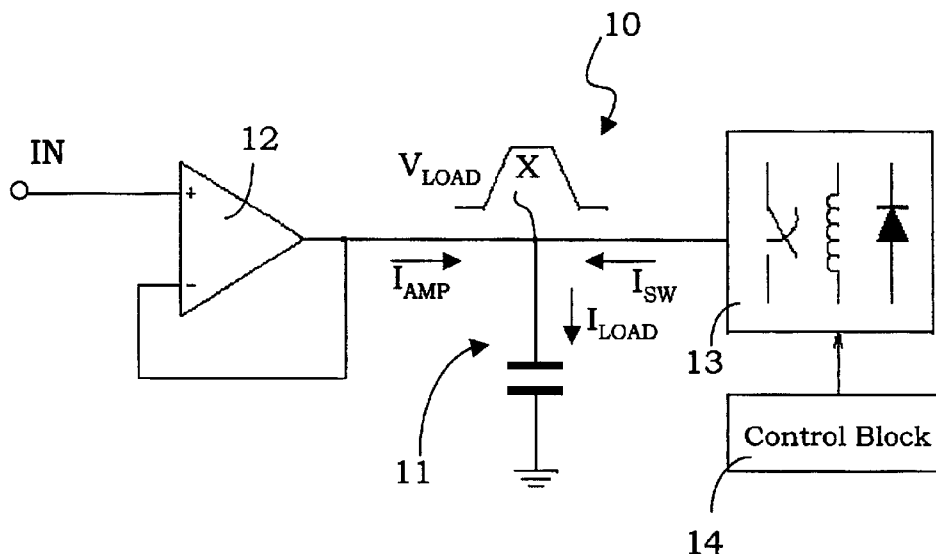 10
12
IN
V_LOAD
X
+
−
I_AMP
I_SW
I_LOAD
13
11
Control Block
14